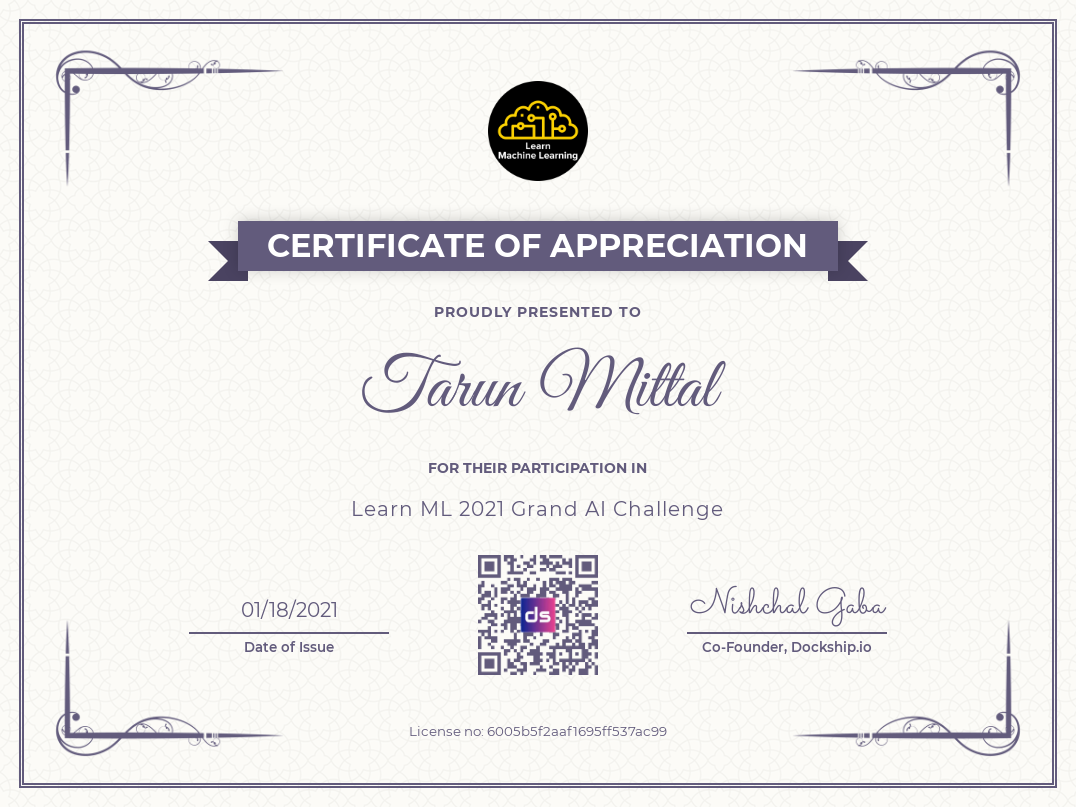 Learn
Machine Learning
CERTIFICATE OF APPRECIATION
PROUDLY PRESENTED TO
Tarun Mittal
FOR THEIR PARTICIPATION IN
Learn ML 2021 Grand AI Challenge
01/18/2021
Date of Issue
ds
Nishchal Gaba
Co-Founder, Dockship.io
License no: 6005b5f2aaf1695ff537ac99